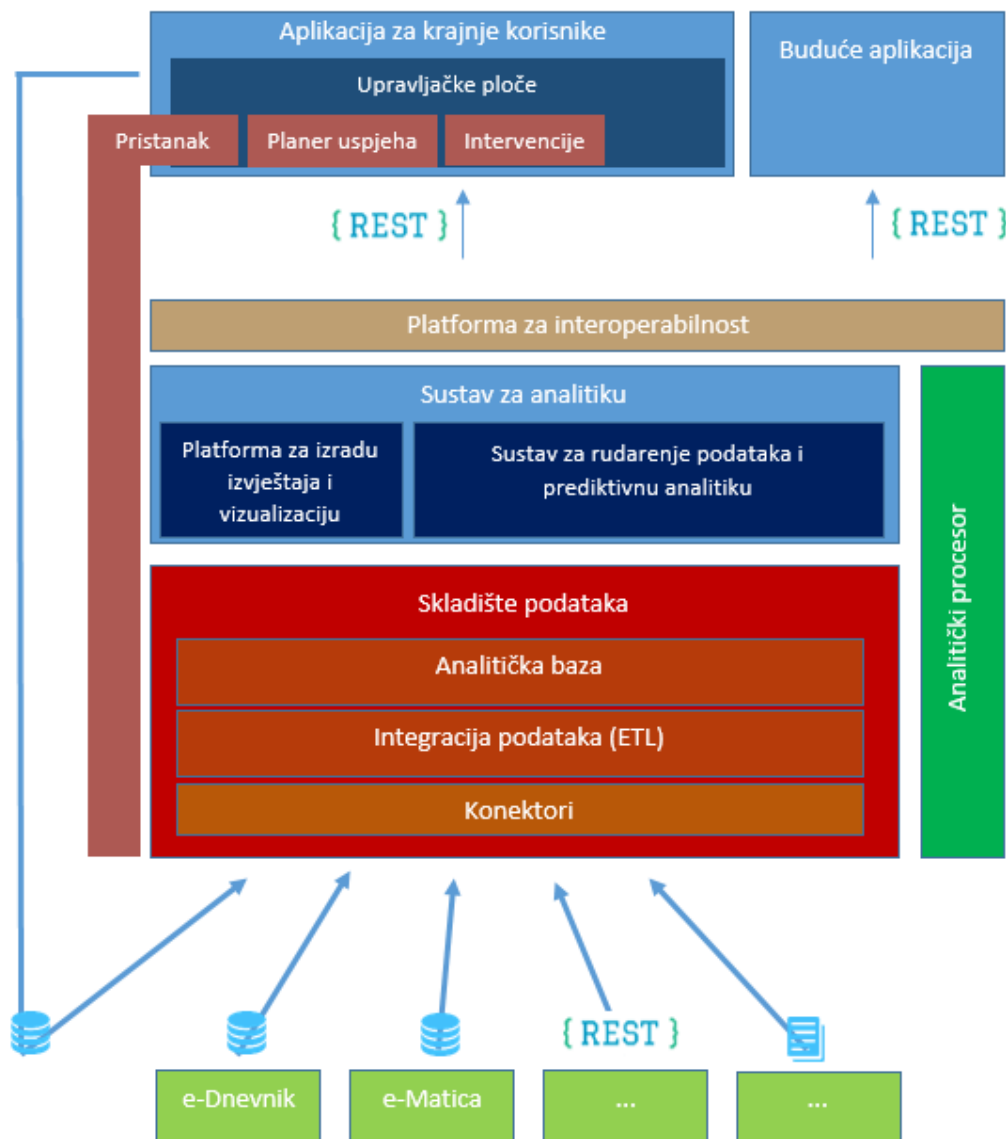 Aplikacija za krajnje korisnike
Buduće aplikacija
Upravljačke ploče
Pristanak
Planer uspjeha
Intervencije
{ REST }
{ REST }
Platforma za interoperabilnost
Sustav za analitiku
Platforma za izradu
izvještaja i
vizualizaciju
Sustav za rudarenje podataka i
prediktivnu analitiku
Analitički procesor
Skladište podataka
Analitička baza
Integracija podataka (ETL)
Konektori
{ REST }
e-Dnevnik
e-Matica
...
...